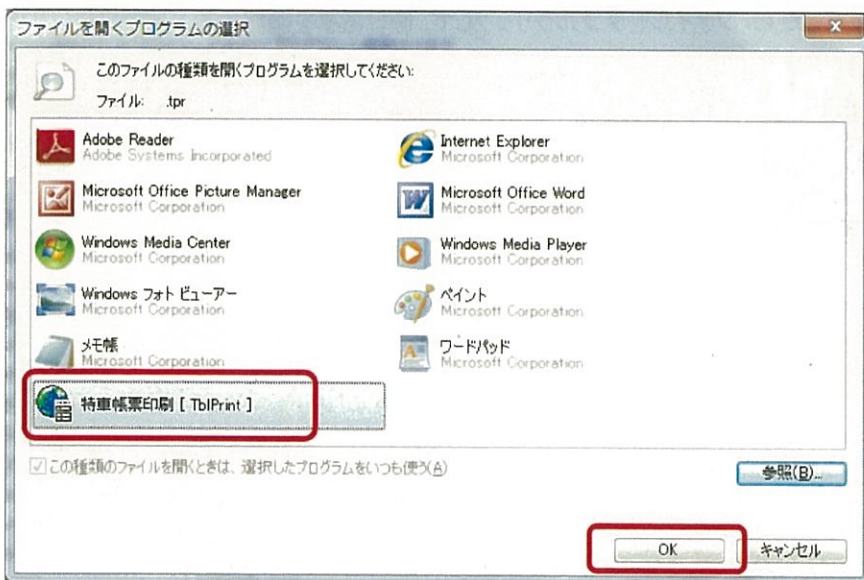 ファイルを開くプログラムの選択
このファイルの種類を開くプログラムを選択してください:
ファイル: .tpr
Adobe Reader
Adobe Systems Incorporated
Internet Explorer
Microsoft Corporation
Microsoft Office Picture Manager
Microsoft Corporation
Microsoft Office Word
Microsoft Corporation
Windows Media Center
Microsoft Corporation
Windows Media Player
Microsoft Corporation
Windows フォト ビューアー
Microsoft Corporation
ペイント
Microsoft Corporation
メモ帳
Microsoft Corporation
ワードパッド
Microsoft Corporation
特車帳票印刷 [ TblPrint ]
この種類のファイルを開くときは、選択したプログラムをいつも使う(A)
参照(B)...
OK
キャンセル